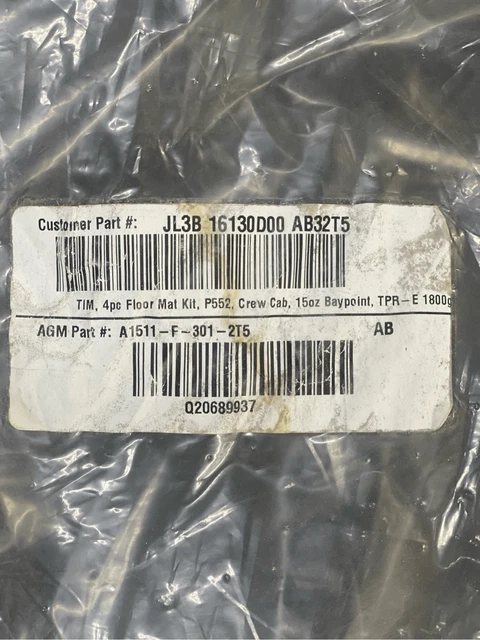 Customer Part #: JL3B 16130D00 AB32T5
TIM, 4pc Floor Mat Kit, P552, Crew Cab, 15oz Baypoint, TPR-E 1800g
AGM Part #: A1511-F-301-2T5 AB
Q20689937